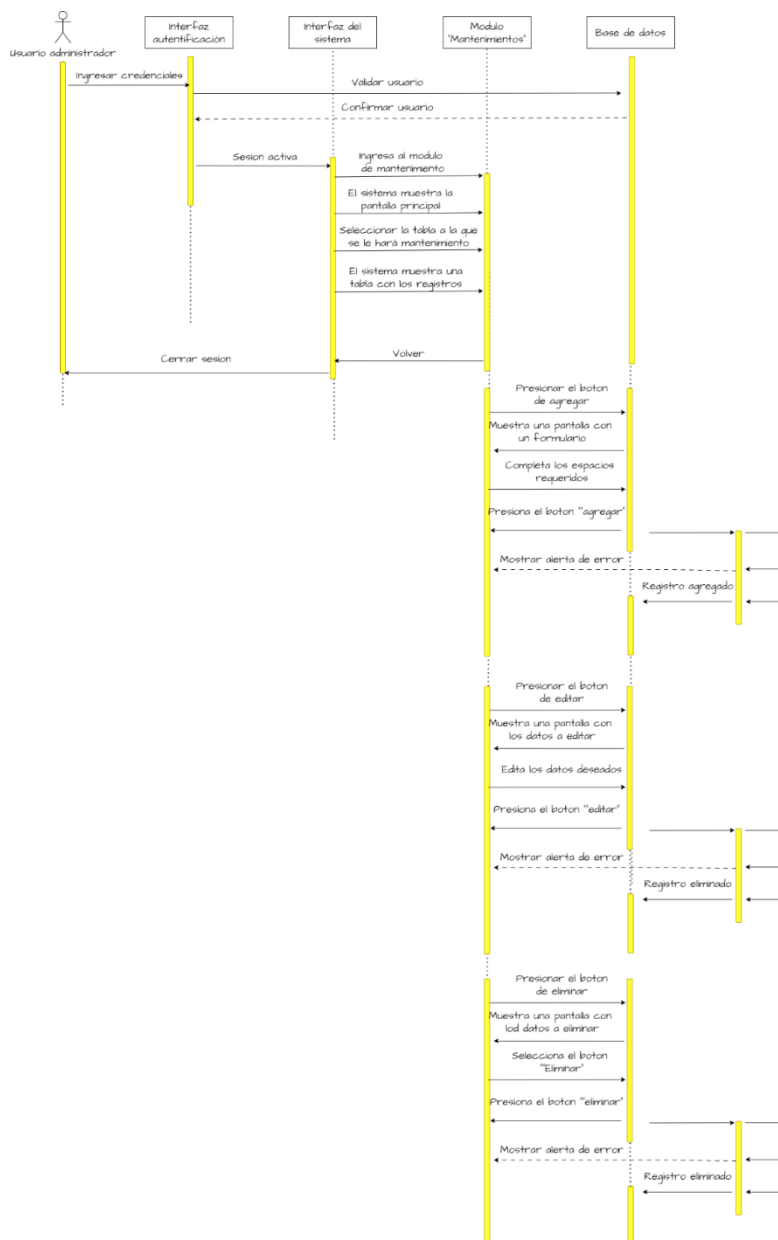 Interfaz
autentificación
Interfaz del
sistema
Modulo
"Mantenimientos"
Base de datos
Usuario administrador
Ingresar credenciales
Validar usuario
Confirmar usuario
Sesion activa
Ingresa al modulo
de mantenimiento
El sistema muestra la
pantalla principal
Seleccionar la tabla a la que
se le hará mantenimiento
El sistema muestra una
tabla con los registros
Volver
Cerrar sesion
Presionar el boton
de agregar
Muestra una pantalla con
un formulario
Completa los espacios
requeridos
Presiona el boton "agregar"
Mostrar alerta de error
Registro agregado
Presionar el boton
de editar
Muestra una pantalla con
los datos a editar
Edita los datos deseados
Presiona el boton "editar"
Mostrar alerta de error
Registro eliminado
Presionar el boton
de eliminar
Muestra una pantalla con
lod datos a eliminar
Selecciona el boton
"Eliminar"
Presiona el boton "eliminar"
Mostrar alerta de error
Registro eliminado